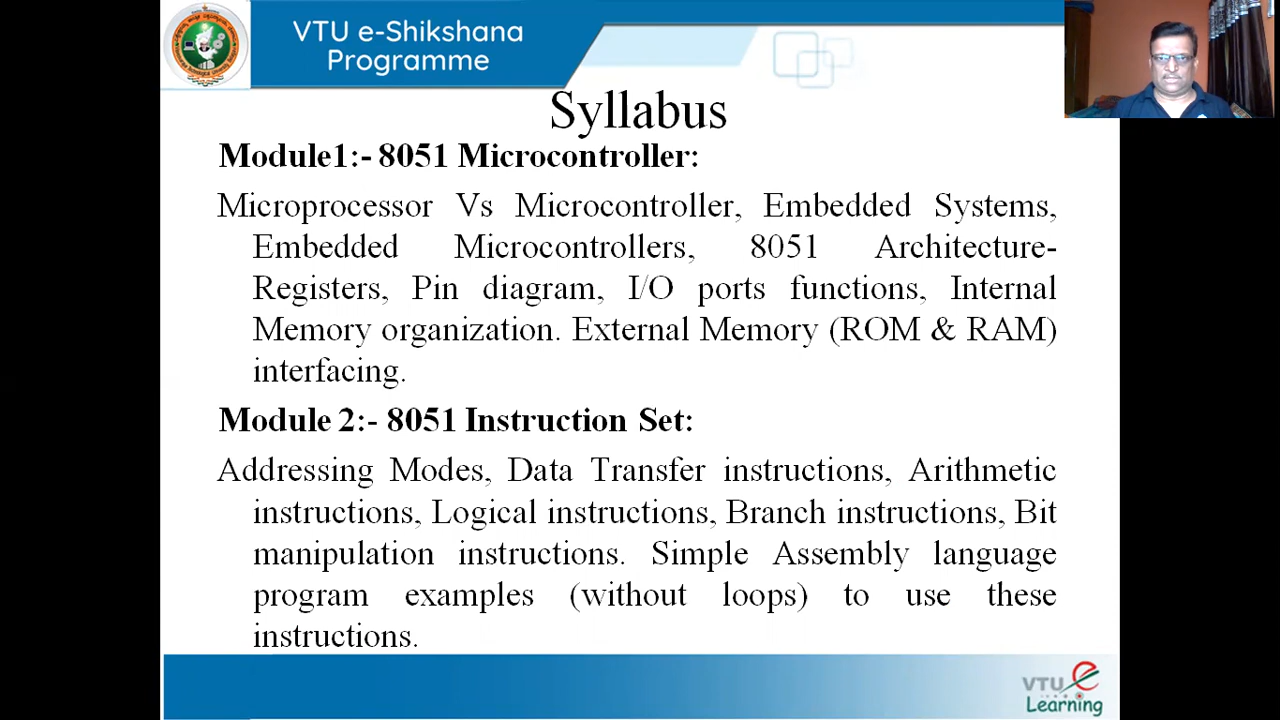 VTU e-Shikshana
Programme
Syllabus
Module1:- 8051 Microcontroller:
Microprocessor Vs Microcontroller, Embedded Systems,
Embedded Microcontrollers, 8051 Architecture-
Registers, Pin diagram, I/O ports functions, Internal
Memory organization. External Memory (ROM & RAM)
interfacing.
Module 2:- 8051 Instruction Set:
Addressing Modes, Data Transfer instructions, Arithmetic
instructions, Logical instructions, Branch instructions, Bit
manipulation instructions. Simple Assembly language
program examples (without loops) to use these
instructions.
VTU e
Learning